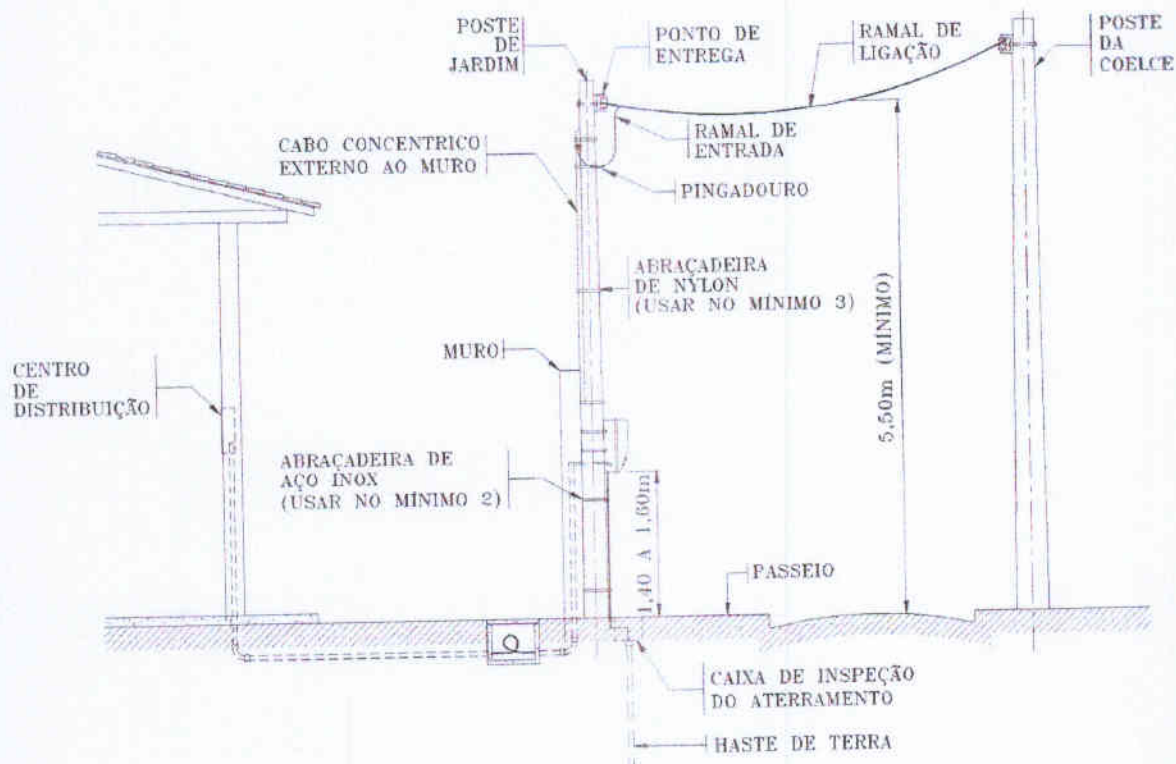 POSTE
DE
JARDIM
PONTO DE
ENTREGA
RAMAL DE
LIGAÇÃO
POSTE
DA
COELCE
CABO CONCENTRICO
EXTERNO AO MURO
RAMAL DE
ENTRADA
PINGADOURO
ABRAÇADEIRA
DE NYLON
(USAR NO MÍNIMO 3)
MURO
5,50m (MÍNIMO)
CENTRO
DE
DISTRIBUIÇÃO
ABRAÇADEIRA DE
AÇO INOX
(USAR NO MÍNIMO 2)
1,40 A 1,60m
PASSEIO
CAIXA DE INSPEÇÃO
DO ATERRAMENTO
HASTE DE TERRA